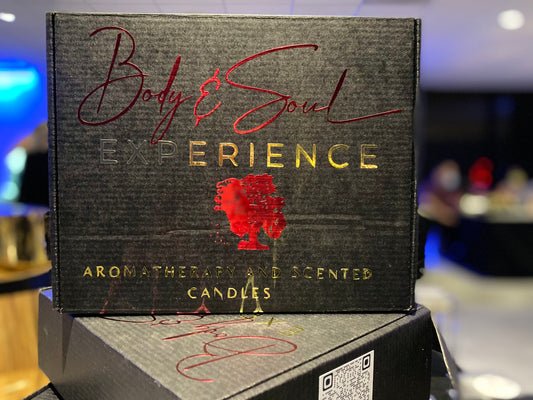 Body & Soul
EXPERIENCE
AROMATHERAPY AND SCENTED
CANDLES